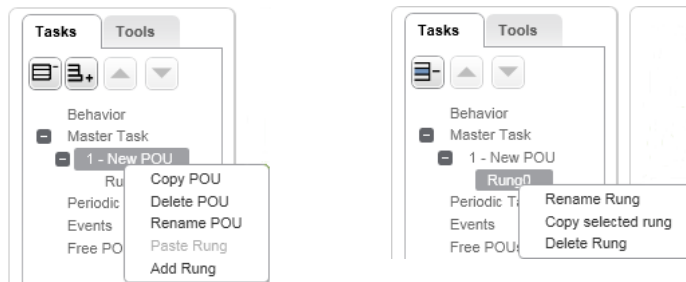 Tasks Tools
Behavior
Master Task
1 - New POU
Ru
Periodic
Events
Free PO
Copy POU
Delete POU
Rename POU
Paste Rung
Add Rung
Tasks Tools
Behavior
Master Task
1 - New POU
Rung0
Periodic Ta
Events
Free POUs
Rename Rung
Copy selected rung
Delete Rung